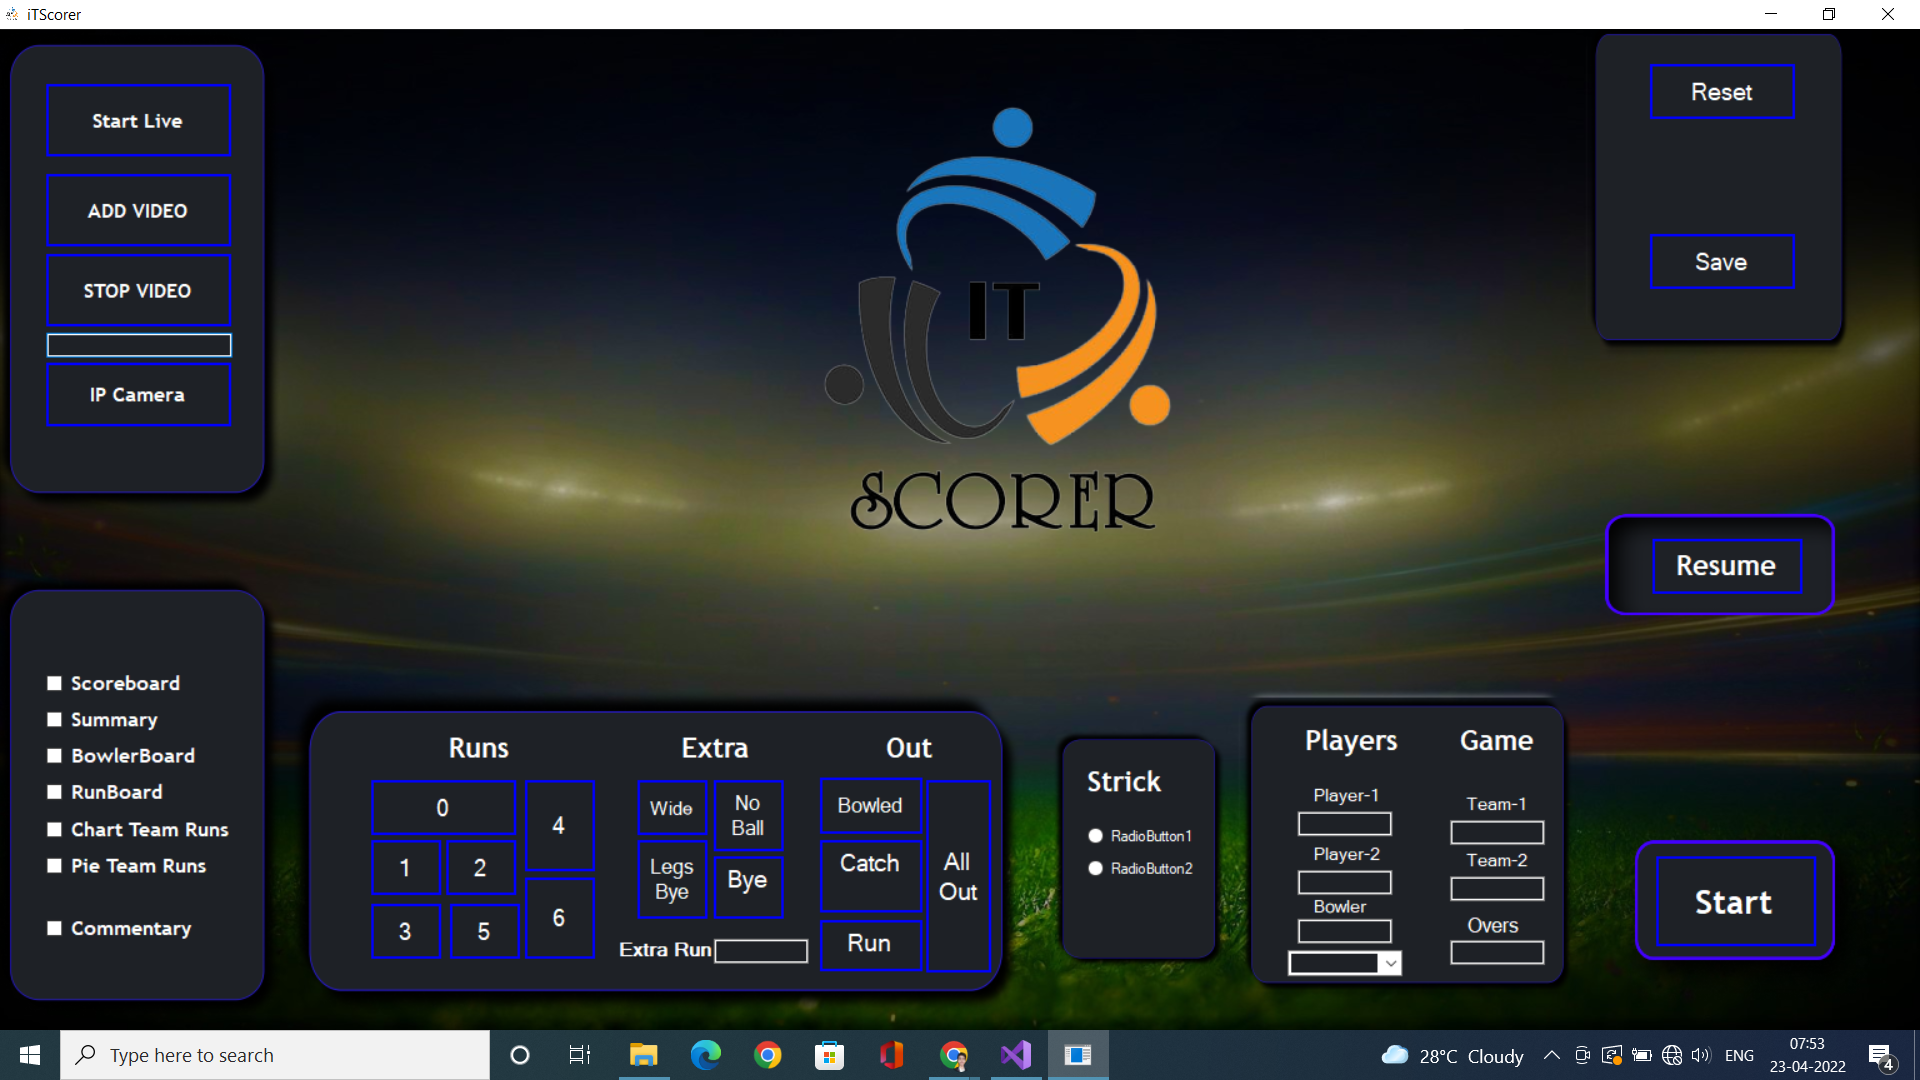 iTScorer
Start Live
ADD VIDEO
STOP VIDEO
IP Camera
IT
SCORER
Reset
Save
Resume
Scoreboard
Summary
BowlerBoard
RunBoard
Chart Team Runs
Pie Team Runs
Commentary
Runs
0
4
1
2
3
5
6
Extra
Wide
No
Ball
Legs
Bye
Bye
Extra Run
Out
Bowled
Catch
Run
All
Out
Strick
RadioButton1
RadioButton2
Players
Player-1
Player-2
Bowler
Game
Team-1
Team-2
Overs
Start
Type here to search
28°C Cloudy
ENG
07:53
23-04-2022
4